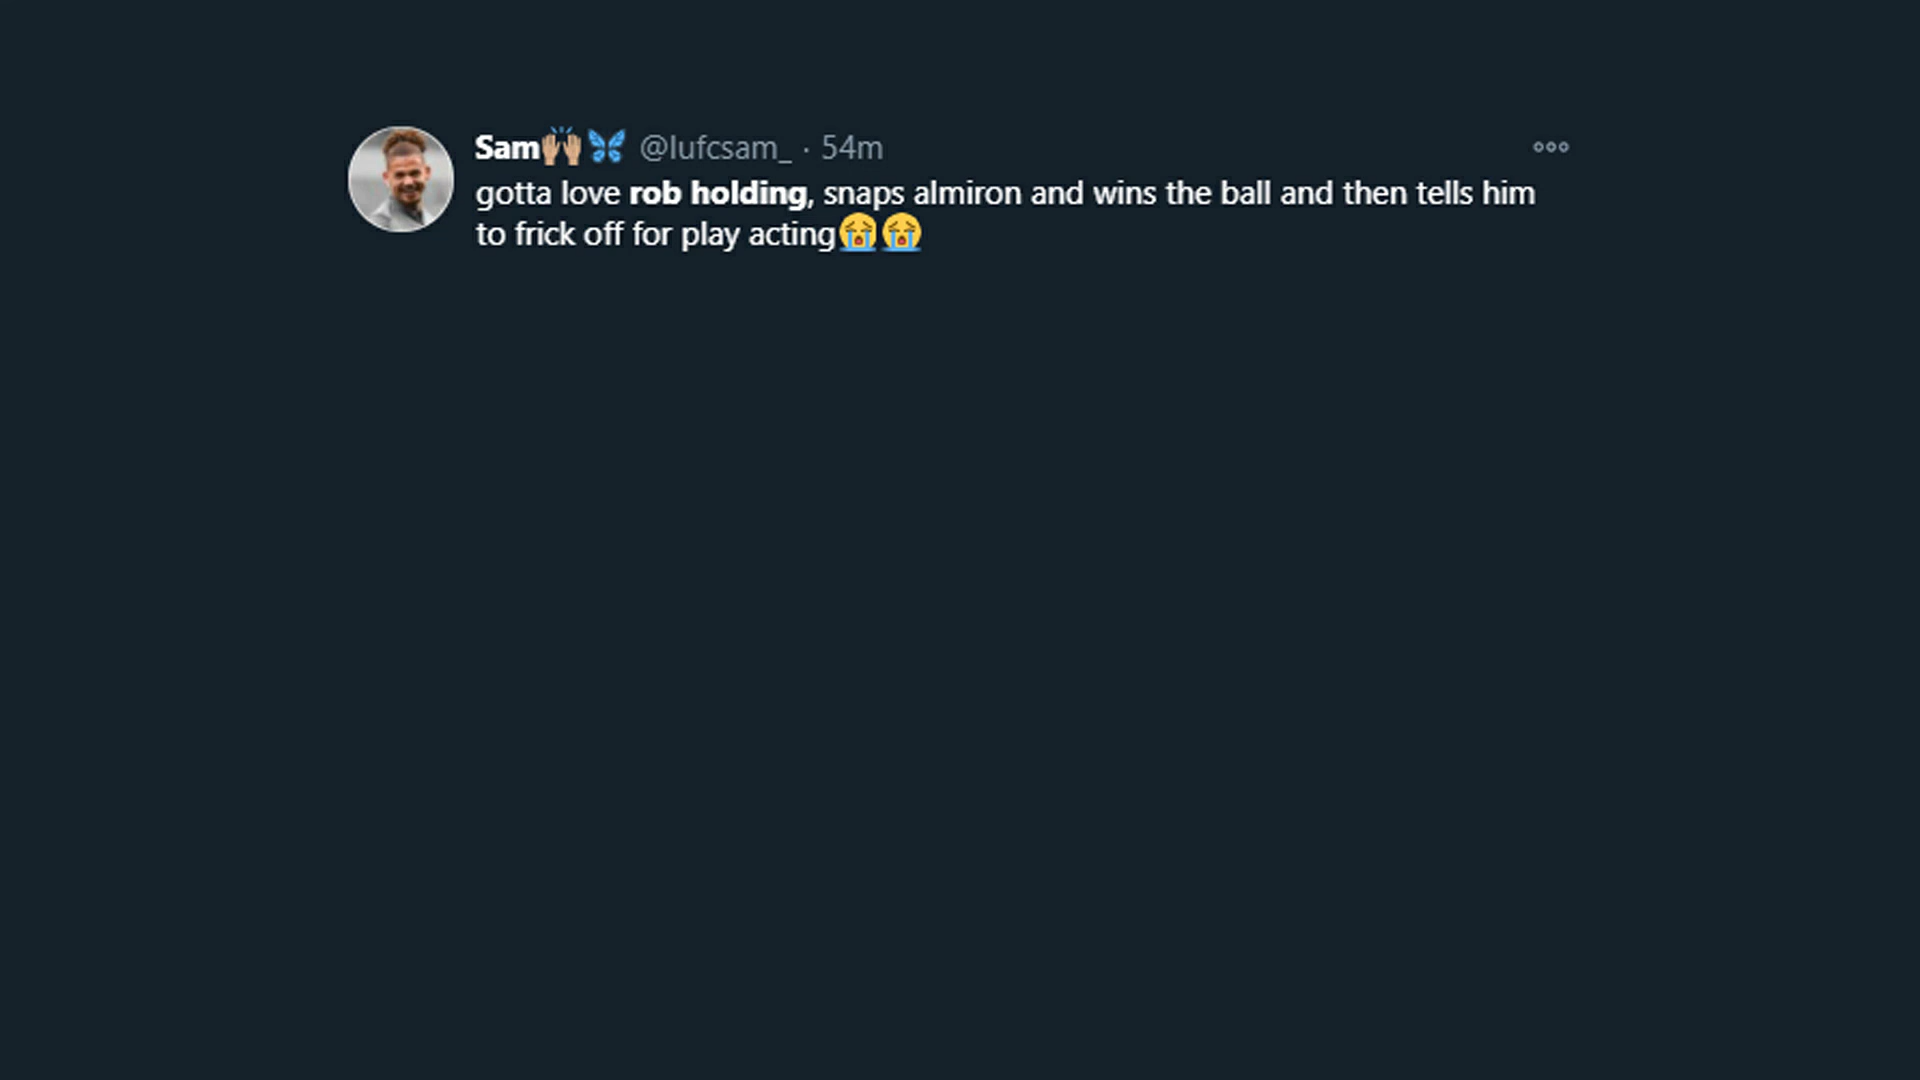 Sam🙌🏼🦋 @lufcsam_ · 54m
gotta love rob holding, snaps almiron and wins the ball and then tells him
to frick off for play acting😭😭